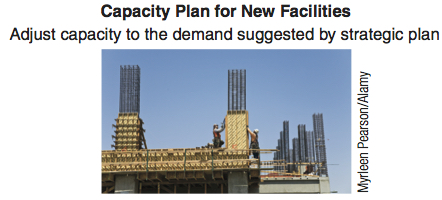 Capacity Plan for New Facilities
Adjust capacity to the demand suggested by strategic plan
Myrleen Pearson/Alamy